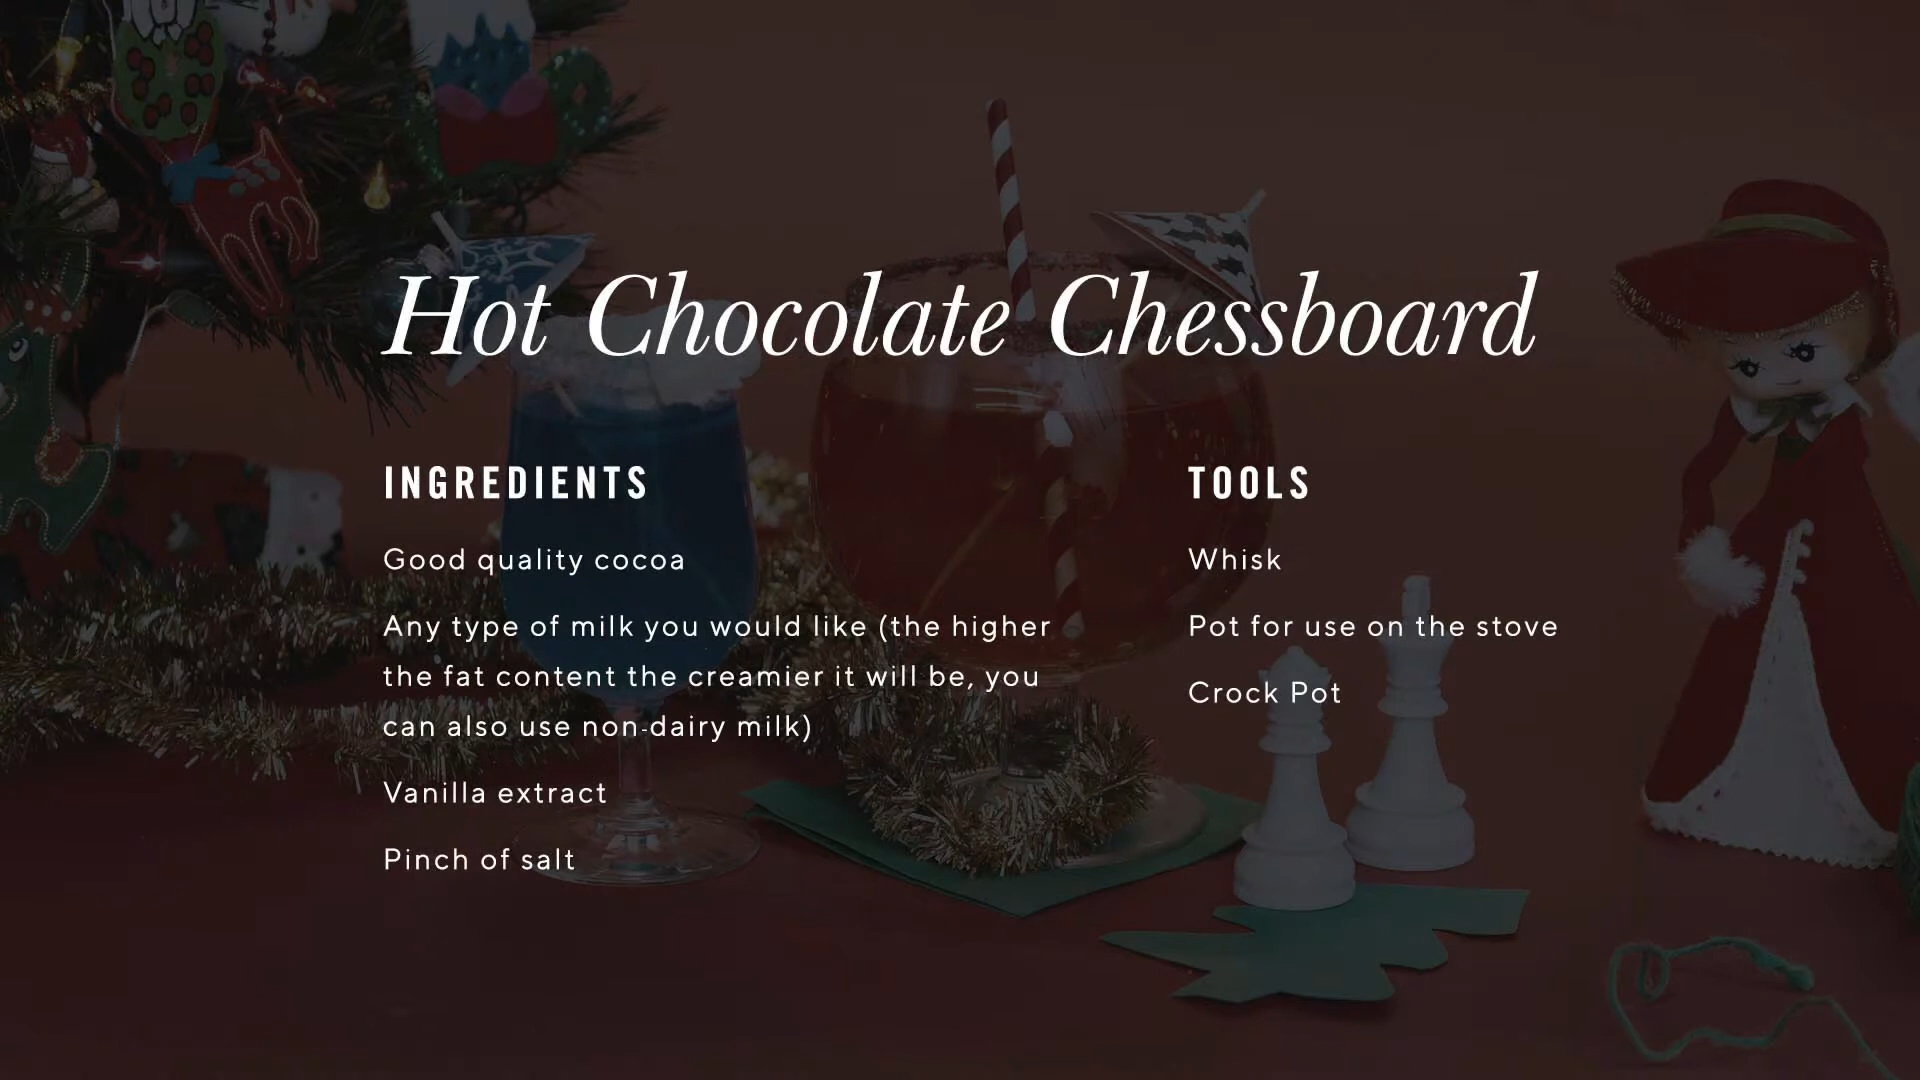 Hot Chocolate Chessboard
INGREDIENTS
Good quality cocoa
Any type of milk you would like (the higher
the fat content the creamier it will be, you
can also use non-dairy milk)
Vanilla extract
Pinch of salt
TOOLS
Whisk
Pot for use on the stove
Crock Pot